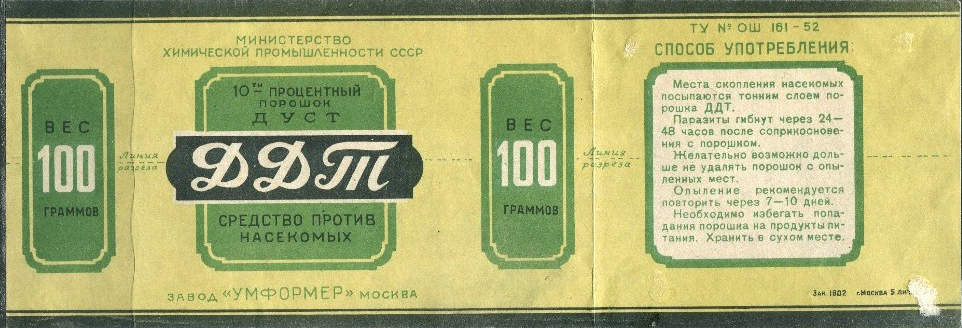 МИНИСТЕРСТВО
ХИМИЧЕСКОЙ ПРОМЫШЛЕННОСТИ СССР
ВЕС
100
ГРАММОВ
Линия
разреза
10ТИ ПРОЦЕНТНЫЙ
ПОРОШОК
ДУСТ
ДДТ
СРЕДСТВО ПРОТИВ
НАСЕКОМЫХ
ЗАВОД „УМФОРМЕР” МОСКВА
ВЕС
100
ГРАММОВ
Линия
разреза
ТУ № ОШ 161-52
СПОСОБ УПОТРЕБЛЕНИЯ:
Места скопления насекомых
посыпаются тонким слоем по-
рошка ДДТ.
Паразиты гибнут через 24—
48 часов после соприкоснове-
ния с порошком.
Желательно возможно доль-
ше не удалять порошок с опы-
ленных мест.
Опыление рекомендуется
повторить через 7—10 дней.
Необходимо избегать попа-
дания порошка на продукты пи-
тания. Хранить в сухом месте.
Зак. 1802 г. Москва 5